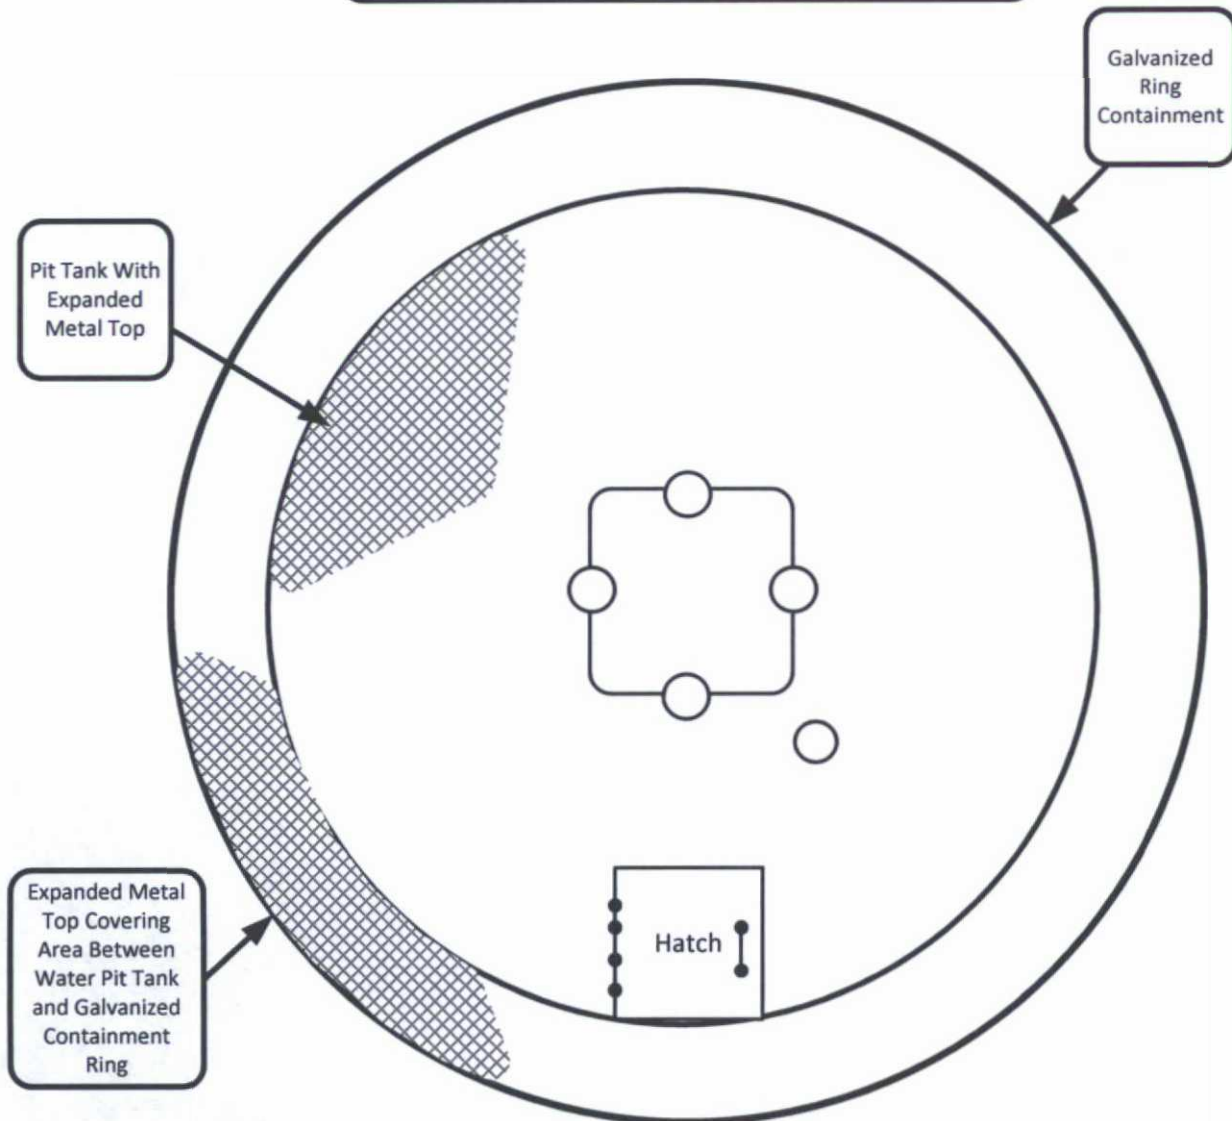 Galvanized
Ring
Containment
Pit Tank With
Expanded
Metal Top
Expanded Metal
Top Covering
Area Between
Water Pit Tank
and Galvanized
Containment
Ring
Hatch